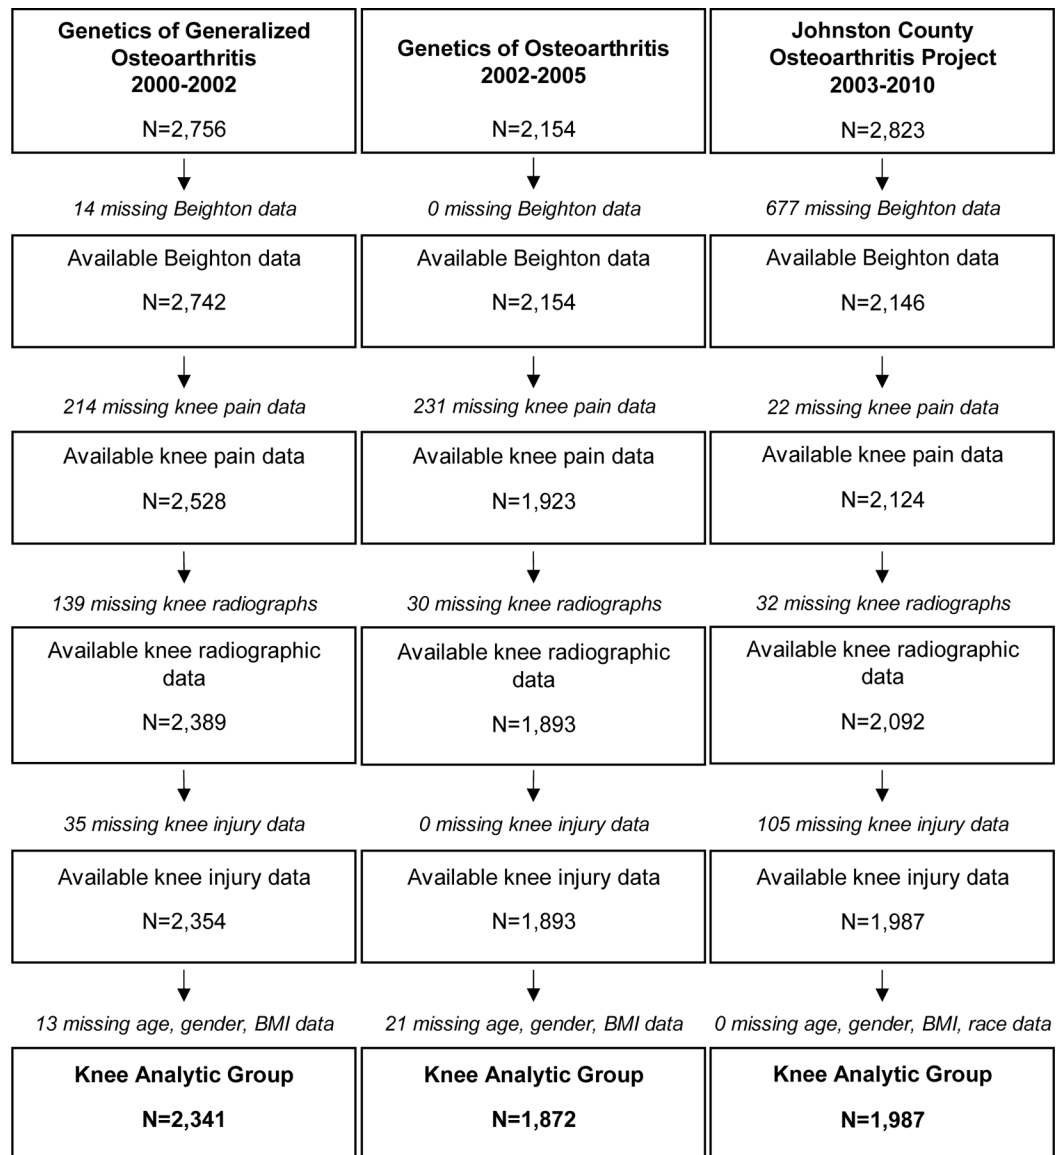 Genetics of Generalized
Osteoarthritis
2000-2002
N=2,756
14 missing Beighton data
Available Beighton data
N=2,742
214 missing knee pain data
Available knee pain data
N=2,528
139 missing knee radiographs
Available knee radiographic
data
N=2,389
35 missing knee injury data
Available knee injury data
N=2,354
13 missing age, gender, BMI data
Knee Analytic Group
N=2,341
Genetics of Osteoarthritis
2002-2005
N=2,154
0 missing Beighton data
Available Beighton data
N=2,154
231 missing knee pain data
Available knee pain data
N=1,923
30 missing knee radiographs
Available knee radiographic
data
N=1,893
0 missing knee injury data
Available knee injury data
N=1,893
21 missing age, gender, BMI data
Knee Analytic Group
N=1,872
Johnston County
Osteoarthritis Project
2003-2010
N=2,823
677 missing Beighton data
Available Beighton data
N=2,146
22 missing knee pain data
Available knee pain data
N=2,124
32 missing knee radiographs
Available knee radiographic
data
N=2,092
105 missing knee injury data
Available knee injury data
N=1,987
0 missing age, gender, BMI, race data
Knee Analytic Group
N=1,987